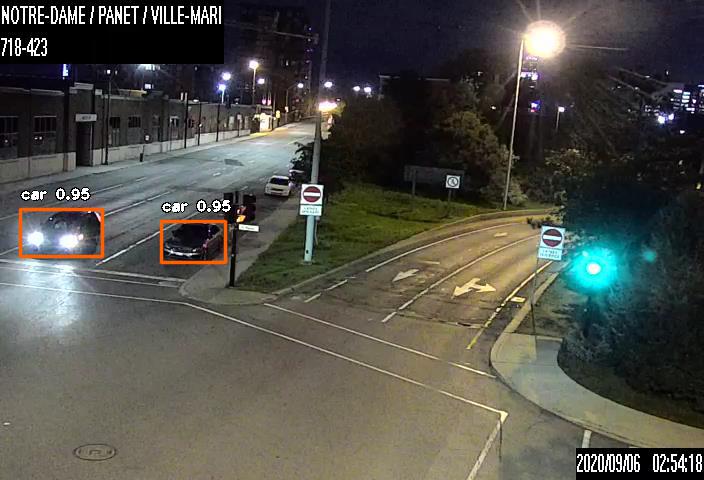 NOTRE-DAME / PANET / VILLE-MARI
718-423
car 0.95
car 0.95
2020/09/06 02:54:18